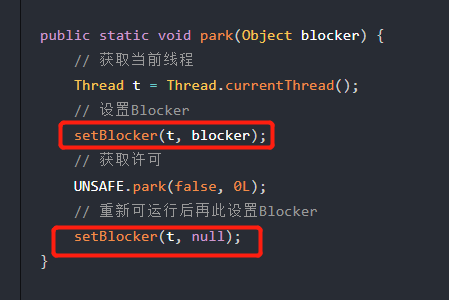 public static void park(Object blocker) {
// 获取当前线程
Thread t = Thread.currentThread();
// 设置Blocker
setBlocker(t, blocker);
// 获取许可
UNSAFE.park(false, 0L);
// 重新可运行后再此设置Blocker
setBlocker(t, null);
}